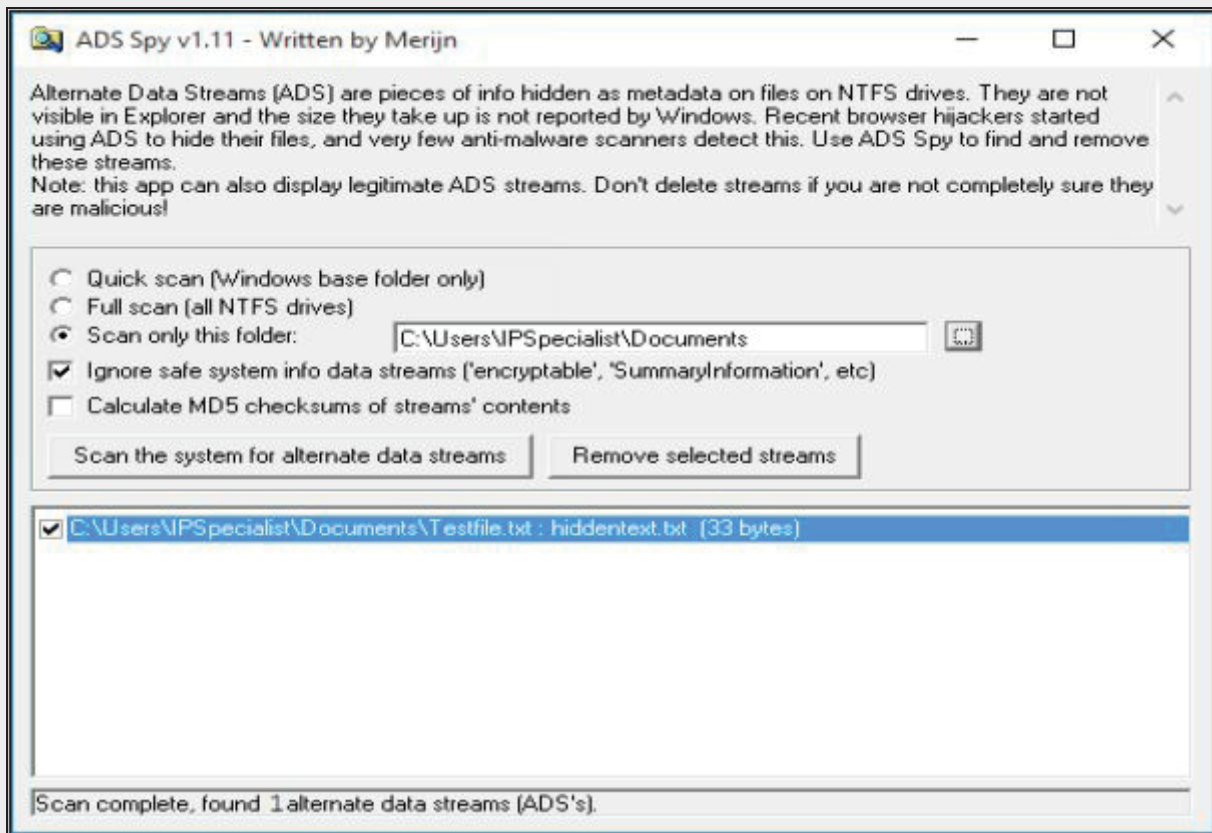 ADS Spy v1.11 - Written by Merijn
Alternate Data Streams (ADS) are pieces of info hidden as metadata on files on NTFS drives. They are not
visible in Explorer and the size they take up is not reported by Windows. Recent browser hijackers started
using ADS to hide their files, and very few anti-malware scanners detect this. Use ADS Spy to find and remove
these streams.
Note: this app can also display legitimate ADS streams. Don't delete streams if you are not completely sure they
are malicious!
Quick scan (Windows base folder only)
Full scan (all NTFS drives)
Scan only this folder: C:\Users\IPSpecialist\Documents
Ignore safe system info data streams ('encryptable', 'SummaryInformation', etc)
Calculate MD5 checksums of streams' contents
Scan the system for alternate data streams Remove selected streams
C:\Users\IPSpecialist\Documents\Testfile.txt : hiddentext.txt (33 bytes)
Scan complete, found 1 alternate data streams (ADS's).